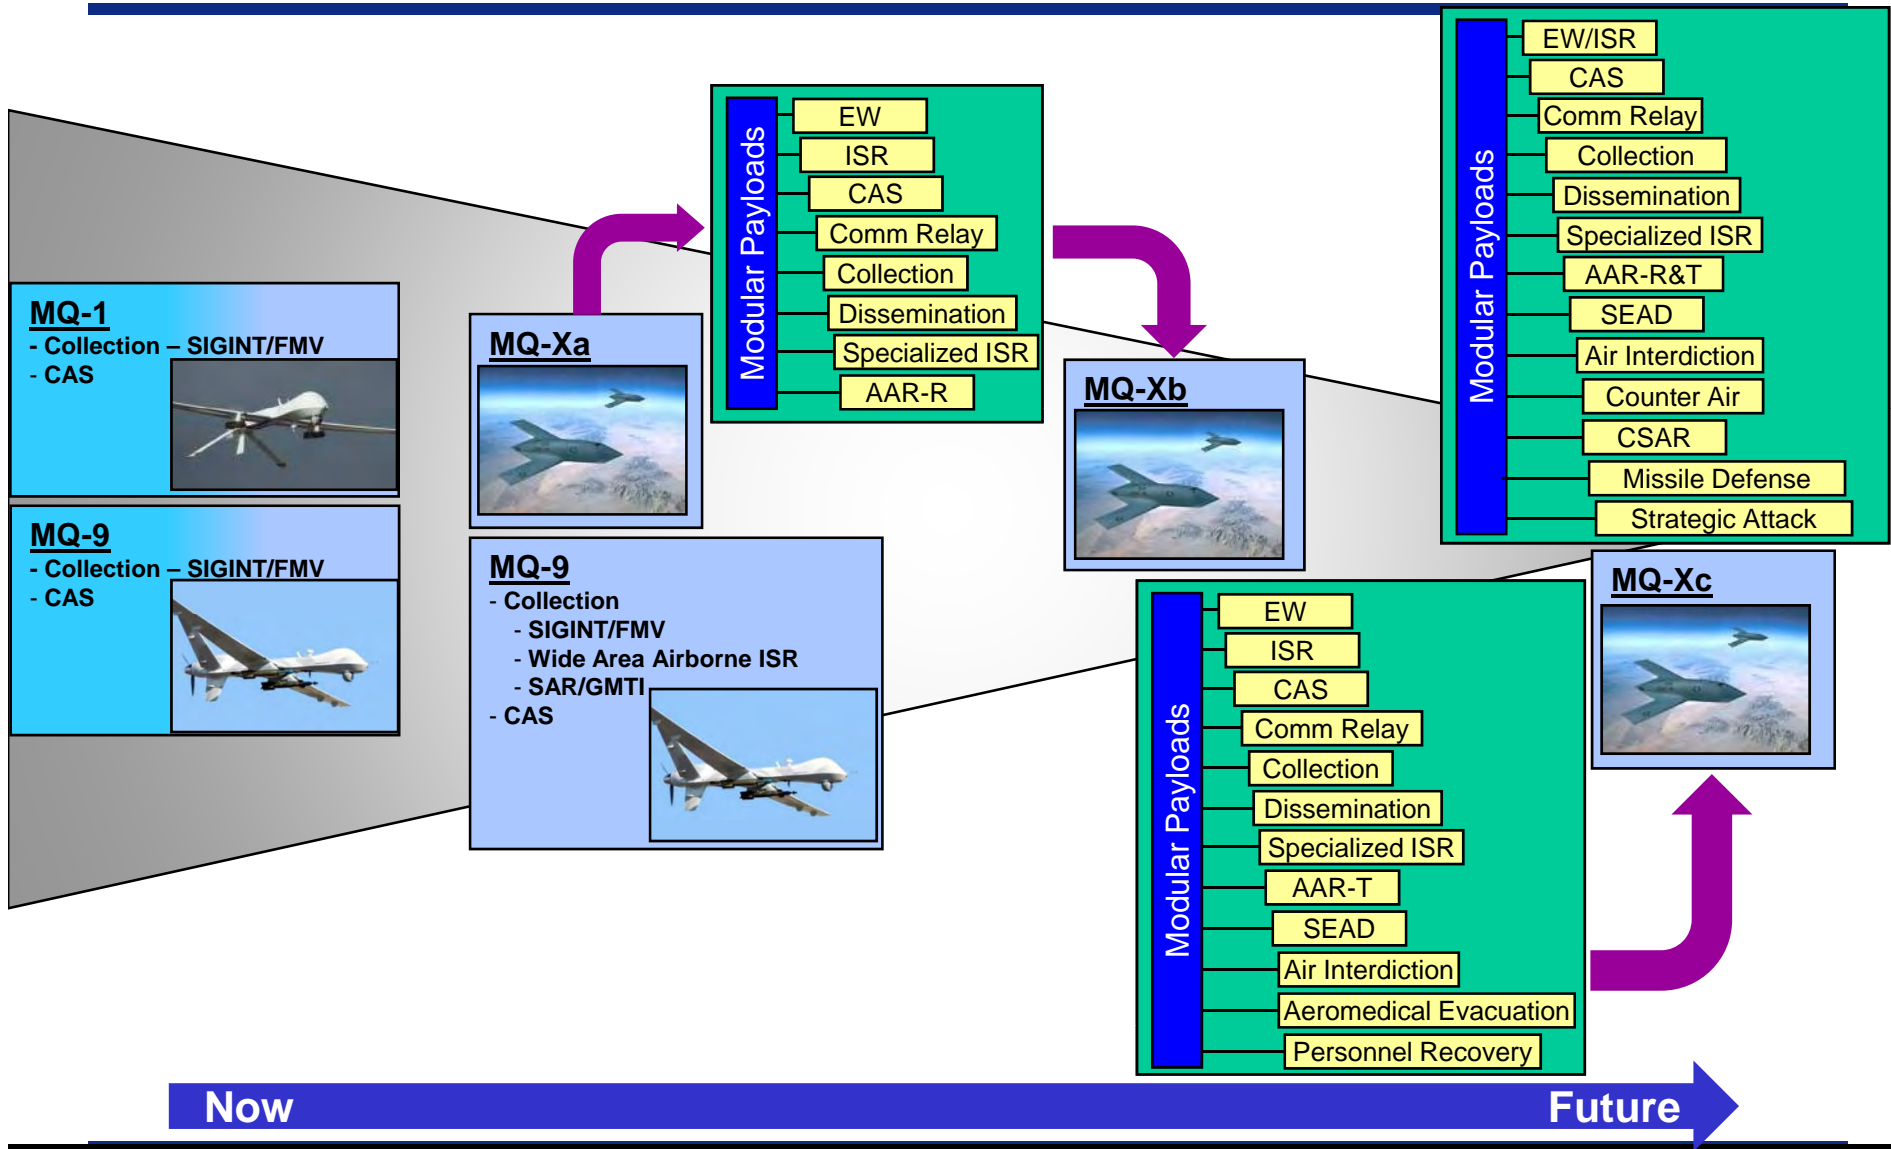 MQ-1
- Collection – SIGINT/FMV
- CAS
MQ-9
- Collection – SIGINT/FMV
- CAS
MQ-Xa
MQ-9
- Collection
- SIGINT/FMV
- Wide Area Airborne ISR
- SAR/GMTI
- CAS
Modular Payloads
EW
ISR
CAS
Comm Relay
Collection
Dissemination
Specialized ISR
AAR-R
MQ-Xb
Modular Payloads
EW
ISR
CAS
Comm Relay
Collection
Dissemination
Specialized ISR
AAR-T
SEAD
Air Interdiction
Aeromedical Evacuation
Personnel Recovery
Modular Payloads
EW/ISR
CAS
Comm Relay
Collection
Dissemination
Specialized ISR
AAR-R&T
SEAD
Air Interdiction
Counter Air
CSAR
Missile Defense
Strategic Attack
MQ-Xc
Now
Future